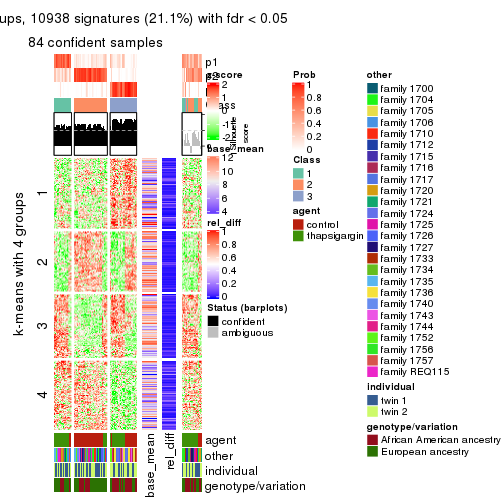 ups, 10938 signatures (21.1%) with fdr < 0.05
84 confident samples
p1
p2
Class
Silhouette
score
1
2
3
4
k-means with 4 groups
agent
other
individual
genotype/variation
base_mean
rel_diff
z-score
2
1
0
-1
-2
base_mean
12
10
8
6
4
rel_diff
1
0.8
0.6
0.4
0.2
0
Status (barplots)
confident
ambiguous
Prob
1
0.8
0.6
0.4
0.2
0
Class
1
2
3
agent
control
thapsigargin
other
family 1700
family 1704
family 1705
family 1706
family 1710
family 1712
family 1715
family 1716
family 1717
family 1720
family 1721
family 1724
family 1725
family 1726
family 1727
family 1733
family 1734
family 1735
family 1736
family 1740
family 1743
family 1744
family 1752
family 1756
family 1757
family REQ115
individual
twin 1
twin 2
genotype/variation
African American ancestry
European ancestry